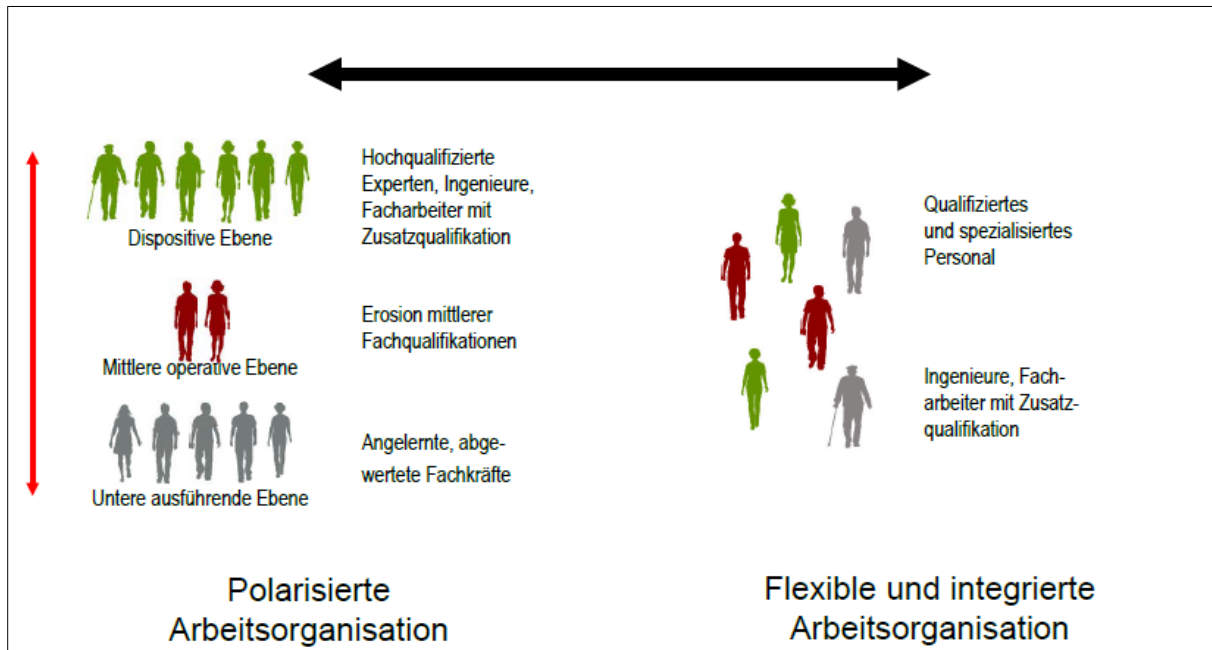 Hochqualifizierte
Experten, Ingenieure,
Facharbeiter mit
Zusatzqualifikation
Dispositive Ebene
Erosion mittlerer
Fachqualifikationen
Mittlere operative Ebene
Angelernte, abge-
wertete Fachkräfte
Untere ausführende Ebene
Polarisierte
Arbeitsorganisation
Qualifiziertes
und spezialisiertes
Personal
Ingenieure, Fach-
arbeiter mit Zusatz-
qualifikation
Flexible und integrierte
Arbeitsorganisation